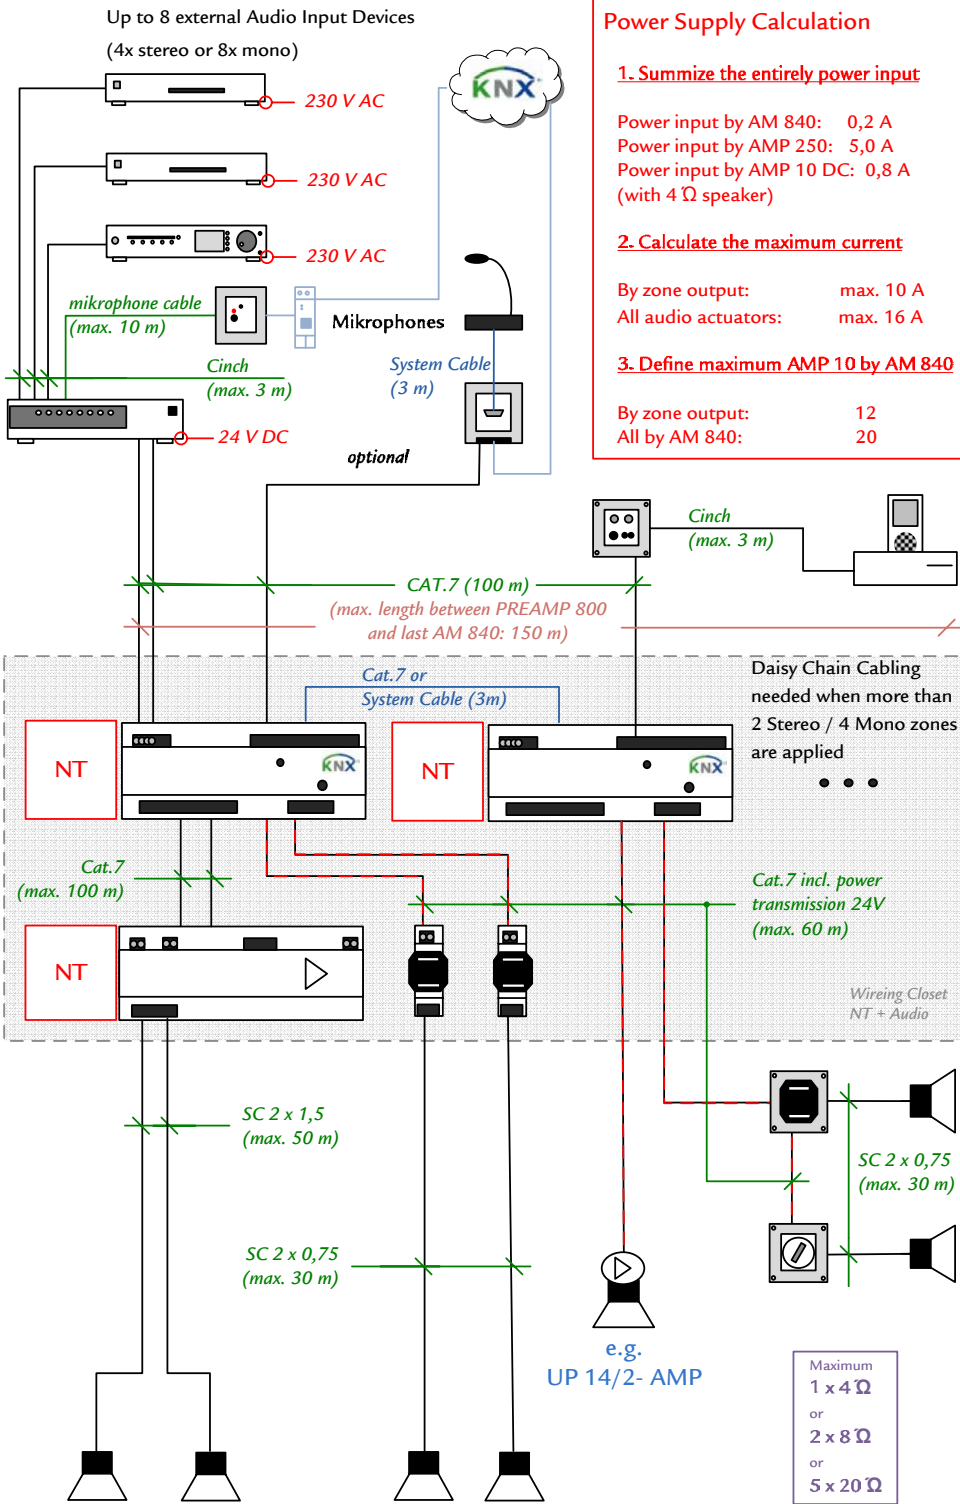 Up to 8 external Audio Input Devices
(4x stereo or 8x mono)
230 V AC
230 V AC
230 V AC
KNX
Power Supply Calculation
1. Summize the entirely power input
Power input by AM 840: 0,2 A
Power input by AMP 250: 5,0 A
Power input by AMP 10 DC: 0,8 A
(with 4 Ω speaker)
2. Calculate the maximum current
By zone output: max. 10 A
All audio actuators: max. 16 A
3. Define maximum AMP 10 by AM 840
By zone output: 12
All by AM 840: 20
mikrophone cable
(max. 10 m)
Mikrophones
Cinch
(max. 3 m)
System Cable
(3 m)
24 V DC
optional
Cinch
(max. 3 m)
CAT.7 (100 m)
(max. length between PREAMP 800
and last AM 840: 150 m)
Cat.7 or
System Cable (3m)
Daisy Chain Cabling
needed when more than
2 Stereo / 4 Mono zones
are applied
NT
KNX
NT
KNX
Cat.7
(max. 100 m)
Cat.7 incl. power
transmission 24V
(max. 60 m)
NT
Wireing Closet
NT + Audio
SC 2 x 1,5
(max. 50 m)
SC 2 x 0,75
(max. 30 m)
SC 2 x 0,75
(max. 30 m)
e.g.
UP 14/2- AMP
Maximum
1 x 4 Ω
or
2 x 8 Ω
or
5 x 20 Ω